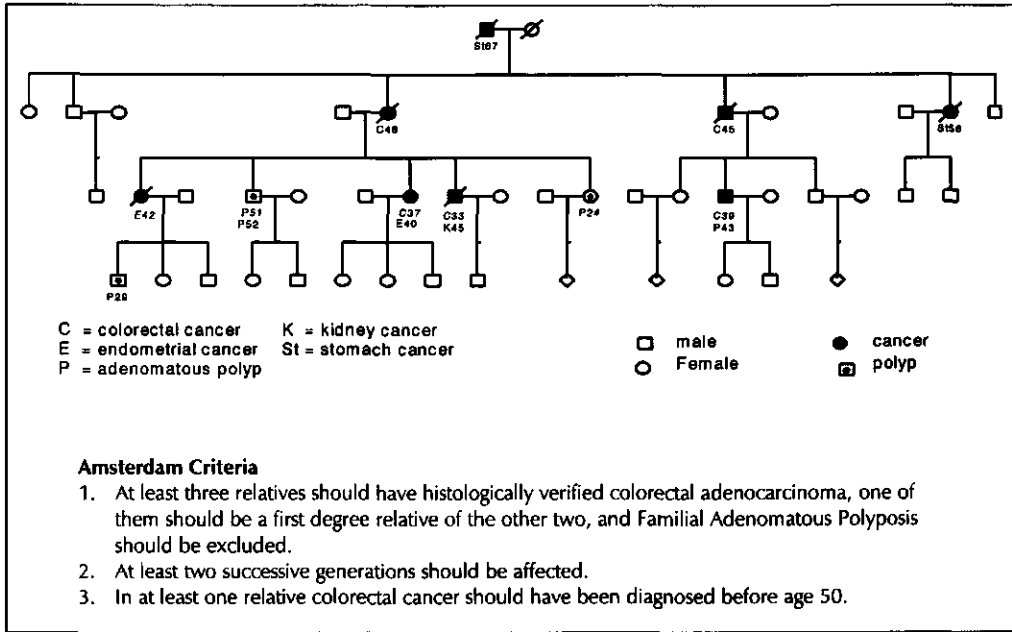 St67
C45
E42
P51
P52
C37
E40
C33
K45
P24
C39
P43
P29
C = colorectal cancer K = kidney cancer
E = endometrial cancer St = stomach cancer
P = adenomatous polyp
male cancer
Female polyp
Amsterdam Criteria
1. At least three relatives should have histologically verified colorectal adenocarcinoma, one of
them should be a first degree relative of the other two, and Familial Adenomatous Polyposis
should be excluded.
2. At least two successive generations should be affected.
3. In at least one relative colorectal cancer should have been diagnosed before age 50.